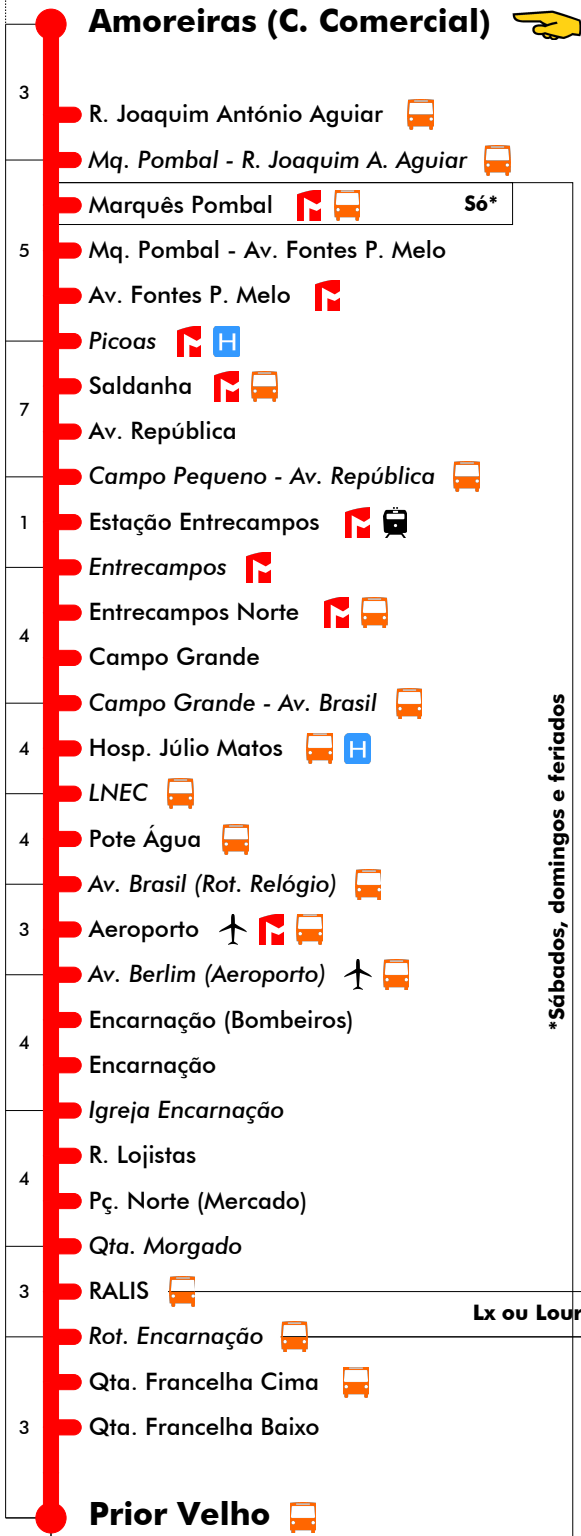 Amoreiras (C. Comercial)
3
R. Joaquim António Aguiar
Mq. Pombal - R. Joaquim A. Aguiar
Marquês Pombal
Só*
5
Mq. Pombal - Av. Fontes P. Melo
Av. Fontes P. Melo
Picoas
H
Saldanha
7
Av. República
Campo Pequeno - Av. República
1
Estação Entrecampos
Entrecampos
Entrecampos Norte
4
Campo Grande
Campo Grande - Av. Brasil
4
Hosp. Júlio Matos
H
LNEC
4
Pote Água
Av. Brasil (Rot. Relógio)
3
Aeroporto
Av. Berlim (Aeroporto)
Encarnação (Bombeiros)
4
Encarnação
Igreja Encarnação
R. Lojistas
4
Pç. Norte (Mercado)
Qta. Morgado
3
RALIS
Lx ou Lour
Rot. Encarnação
Qta. Francelha Cima
3
Qta. Francelha Baixo
Prior Velho
*Sábados, domingos e feriados